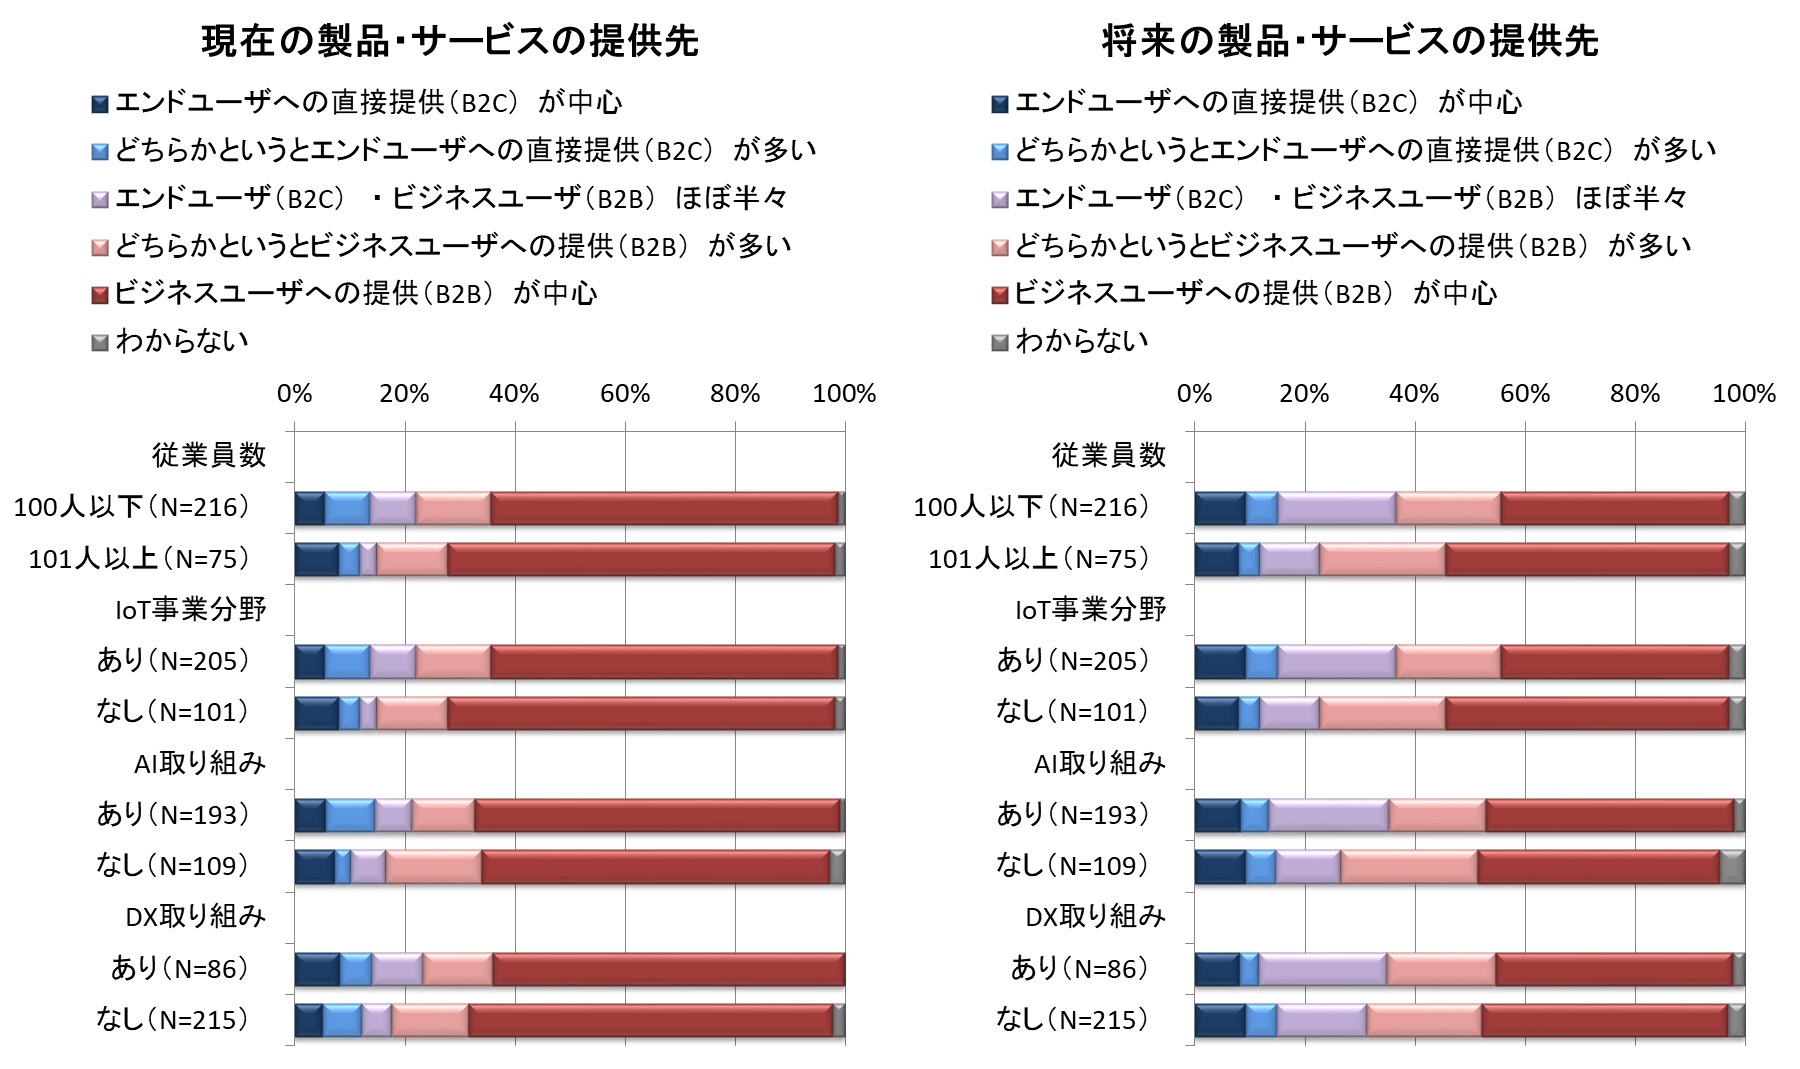 現在の製品・サービスの提供先
エンドユーザへの直接提供（B2C）が中心
どちらかというとエンドユーザへの直接提供（B2C）が多い
エンドユーザ（B2C）・ビジネスユーザ（B2B）ほぼ半々
どちらかというとビジネスユーザへの提供（B2B）が多い
ビジネスユーザへの提供（B2B）が中心
わからない
0% 20% 40% 60% 80% 100%
従業員数
100人以下（N=216）
101人以上（N=75）
IoT事業分野
あり（N=205）
なし（N=101）
AI取り組み
あり（N=193）
なし（N=109）
DX取り組み
あり（N=86）
なし（N=215）
将来の製品・サービスの提供先
エンドユーザへの直接提供（B2C）が中心
どちらかというとエンドユーザへの直接提供（B2C）が多い
エンドユーザ（B2C）・ビジネスユーザ（B2B）ほぼ半々
どちらかというとビジネスユーザへの提供（B2B）が多い
ビジネスユーザへの提供（B2B）が中心
わからない
0% 20% 40% 60% 80% 100%
従業員数
100人以下（N=216）
101人以上（N=75）
IoT事業分野
あり（N=205）
なし（N=101）
AI取り組み
あり（N=193）
なし（N=109）
DX取り組み
あり（N=86）
なし（N=215）